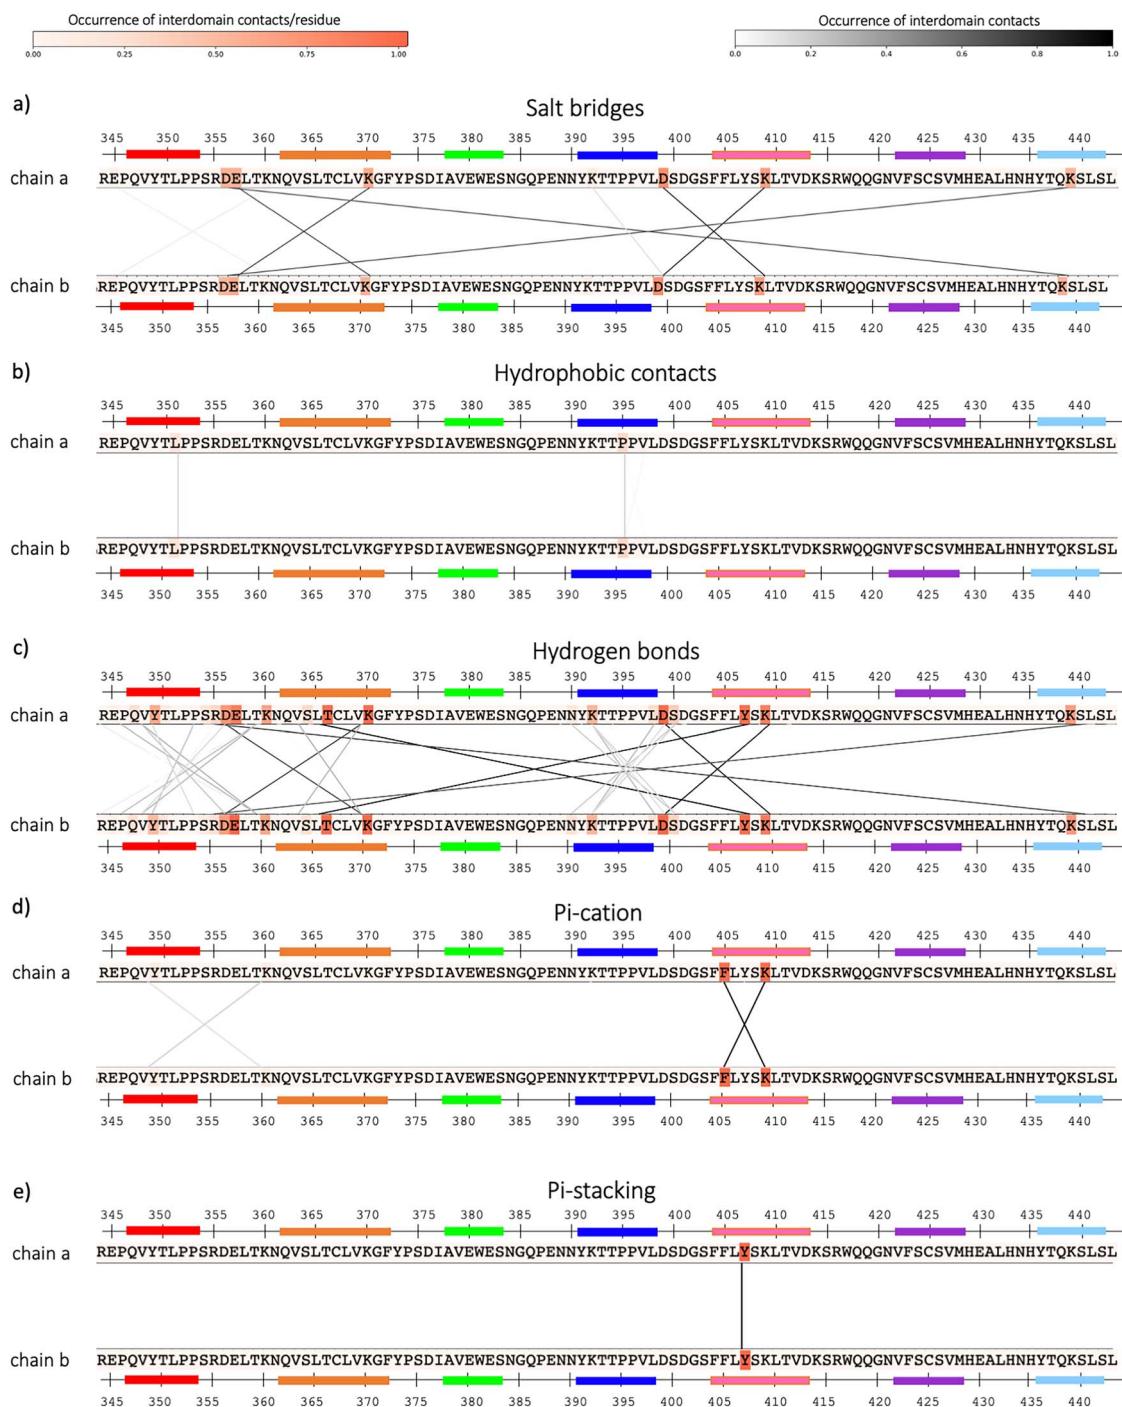 Occurrence of interdomain contacts/residue
0.00 0.25 0.50 0.75 1.00
Occurrence of interdomain contacts
0.0 0.2 0.4 0.6 0.8 1.0
a)
Salt bridges
345 350 355 360 365 370 375 380 385 390 395 400 405 410 415 420 425 430 435 440
chain a REPQVYTLPPSRDELTKNQVSLTCLVKGFYPSDIAVEWESNGQPENNYKTTPPVLDSDGSFFLYSKLTVDKSRWQQGNVFSCSVMHEALHNHYTQKSLSL
chain b REPQVYTLPPSRDELTKNQVSLTCLVKGFYPSDIAVEWESNGQPENNYKTTPPVLDSDGSFFLYSKLTVDKSRWQQGNVFSCSVMHEALHNHYTQKSLSL
345 350 355 360 365 370 375 380 385 390 395 400 405 410 415 420 425 430 435 440
b)
Hydrophobic contacts
345 350 355 360 365 370 375 380 385 390 395 400 405 410 415 420 425 430 435 440
chain a REPQVYTLPPSRDELTKNQVSLTCLVKGFYPSDIAVEWESNGQPENNYKTTPPVLDSDGSFFLYSKLTVDKSRWQQGNVFSCSVMHEALHNHYTQKSLSL
chain b REPQVYTLPPSRDELTKNQVSLTCLVKGFYPSDIAVEWESNGQPENNYKTTPPVLDSDGSFFLYSKLTVDKSRWQQGNVFSCSVMHEALHNHYTQKSLSL
345 350 355 360 365 370 375 380 385 390 395 400 405 410 415 420 425 430 435 440
c)
Hydrogen bonds
345 350 355 360 365 370 375 380 385 390 395 400 405 410 415 420 425 430 435 440
chain a REPQVYTLPPSRDELTKNQVSLTCLVKGFYPSDIAVEWESNGQPENNYKTTPPVLDSDGSFFLYSKLTVDKSRWQQGNVFSCSVMHEALHNHYTQKSLSL
chain b REPQVYTLPPSRDELTKNQVSLTCLVKGFYPSDIAVEWESNGQPENNYKTTPPVLDSDGSFFLYSKLTVDKSRWQQGNVFSCSVMHEALHNHYTQKSLSL
345 350 355 360 365 370 375 380 385 390 395 400 405 410 415 420 425 430 435 440
d)
Pi-cation
345 350 355 360 365 370 375 380 385 390 395 400 405 410 415 420 425 430 435 440
chain a REPQVYTLPPSRDELTKNQVSLTCLVKGFYPSDIAVEWESNGQPENNYKTTPPVLDSDGSFFLYSKLTVDKSRWQQGNVFSCSVMHEALHNHYTQKSLSL
chain b REPQVYTLPPSRDELTKNQVSLTCLVKGFYPSDIAVEWESNGQPENNYKTTPPVLDSDGSFFLYSKLTVDKSRWQQGNVFSCSVMHEALHNHYTQKSLSL
345 350 355 360 365 370 375 380 385 390 395 400 405 410 415 420 425 430 435 440
e)
Pi-stacking
345 350 355 360 365 370 375 380 385 390 395 400 405 410 415 420 425 430 435 440
chain a REPQVYTLPPSRDELTKNQVSLTCLVKGFYPSDIAVEWESNGQPENNYKTTPPVLDSDGSFFLYSKLTVDKSRWQQGNVFSCSVMHEALHNHYTQKSLSL
chain b REPQVYTLPPSRDELTKNQVSLTCLVKGFYPSDIAVEWESNGQPENNYKTTPPVLDSDGSFFLYSKLTVDKSRWQQGNVFSCSVMHEALHNHYTQKSLSL
345 350 355 360 365 370 375 380 385 390 395 400 405 410 415 420 425 430 435 440